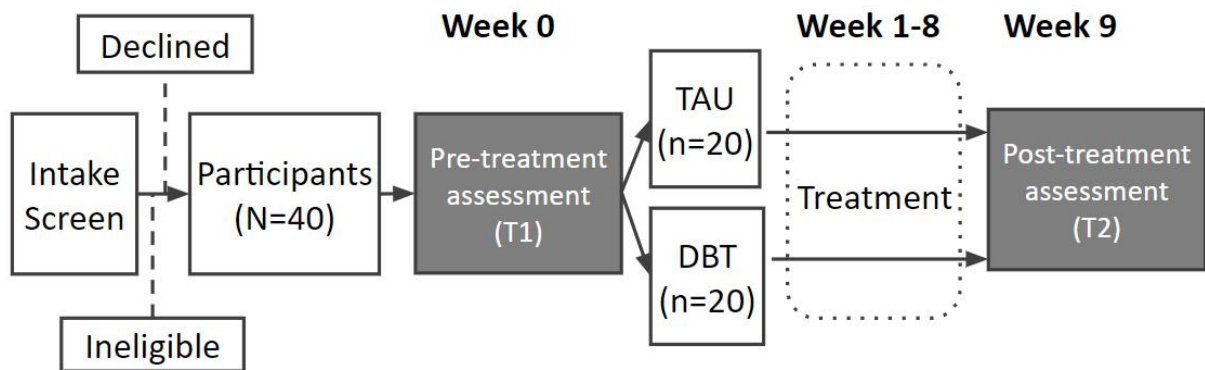 Week 0
Week 1-8
Week 9
Declined
Intake
Screen
Participants
(N=40)
Ineligible
Pre-treatment
assessment
(T1)
TAU
(n=20)
DBT
(n=20)
Treatment
Post-treatment
assessment
(T2)